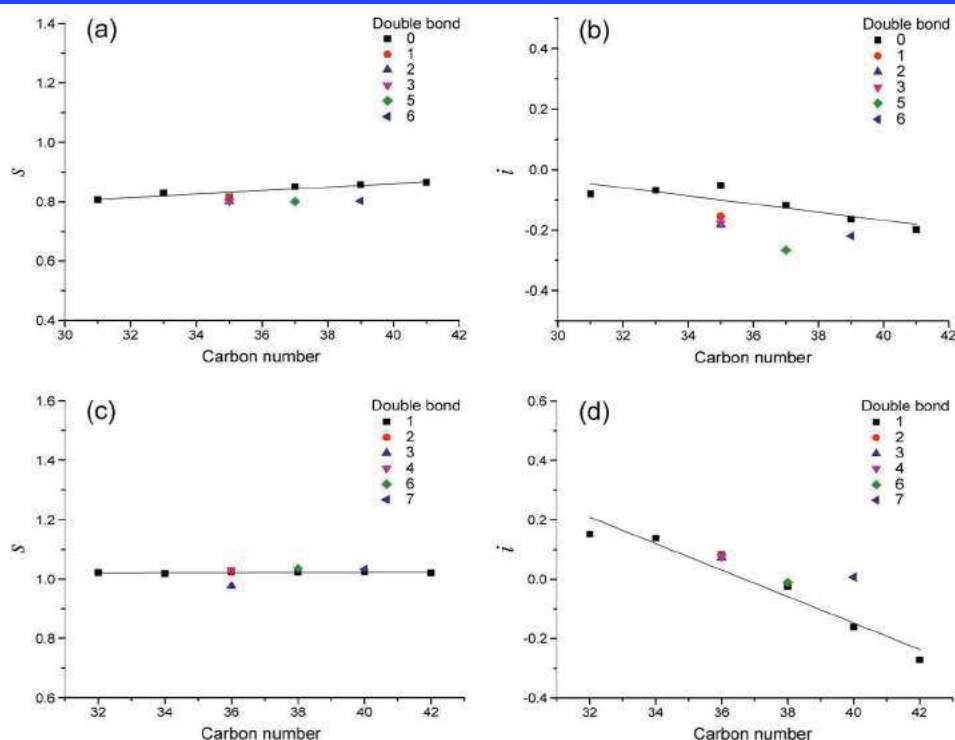 (a)
Double bond
0
1
2
3
5
6
1.4
1.2
1.0
0.8
0.6
0.4
S
30 32 34 36 38 40 42
Carbon number
(b)
Double bond
0
1
2
3
5
6
0.4
0.2
0.0
-0.2
-0.4
i
30 32 34 36 38 40 42
Carbon number
(c)
Double bond
1
2
3
4
6
7
1.6
1.4
1.2
1.0
0.8
0.6
S
32 34 36 38 40 42
Carbon number
(d)
Double bond
1
2
3
4
6
7
0.6
0.4
0.2
0.0
-0.2
-0.4
i
32 34 36 38 40 42
Carbon number